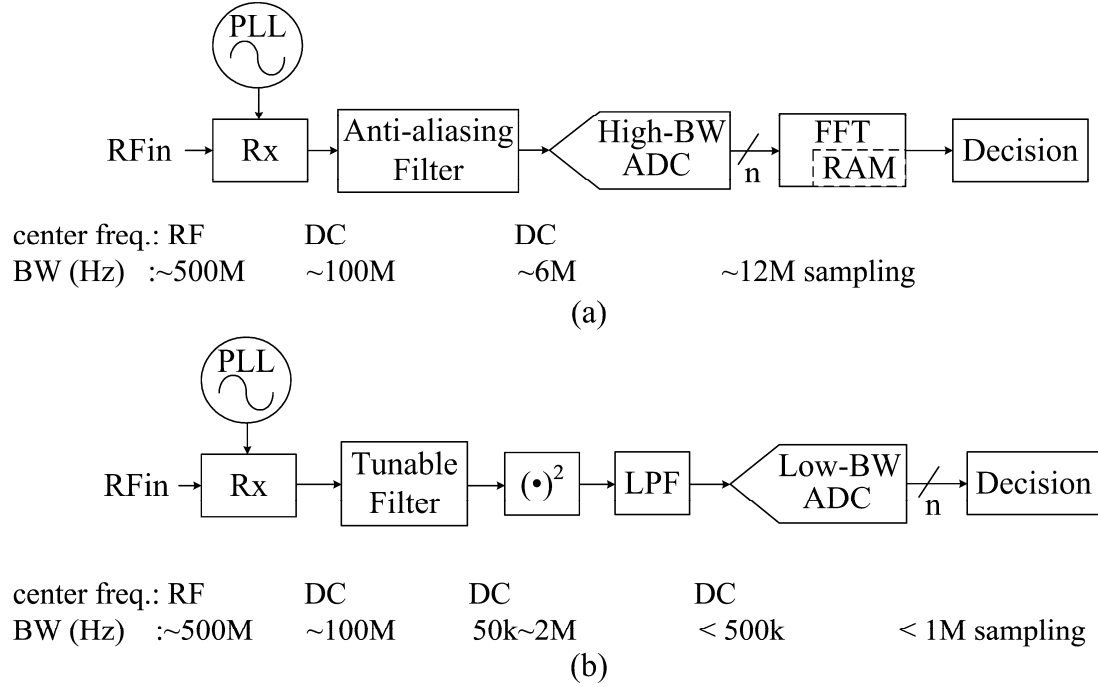 PLL
RFin
Rx
Anti-aliasing
Filter
High-BW
ADC
n
FFT
RAM
Decision
center freq.: RF DC DC
BW (Hz) :~500M ~100M ~6M ~12M sampling
(a)
PLL
RFin
Rx
Tunable
Filter
(•)²
LPF
Low-BW
ADC
n
Decision
center freq.: RF DC DC DC
BW (Hz) :~500M ~100M 50k~2M < 500k < 1M sampling
(b)